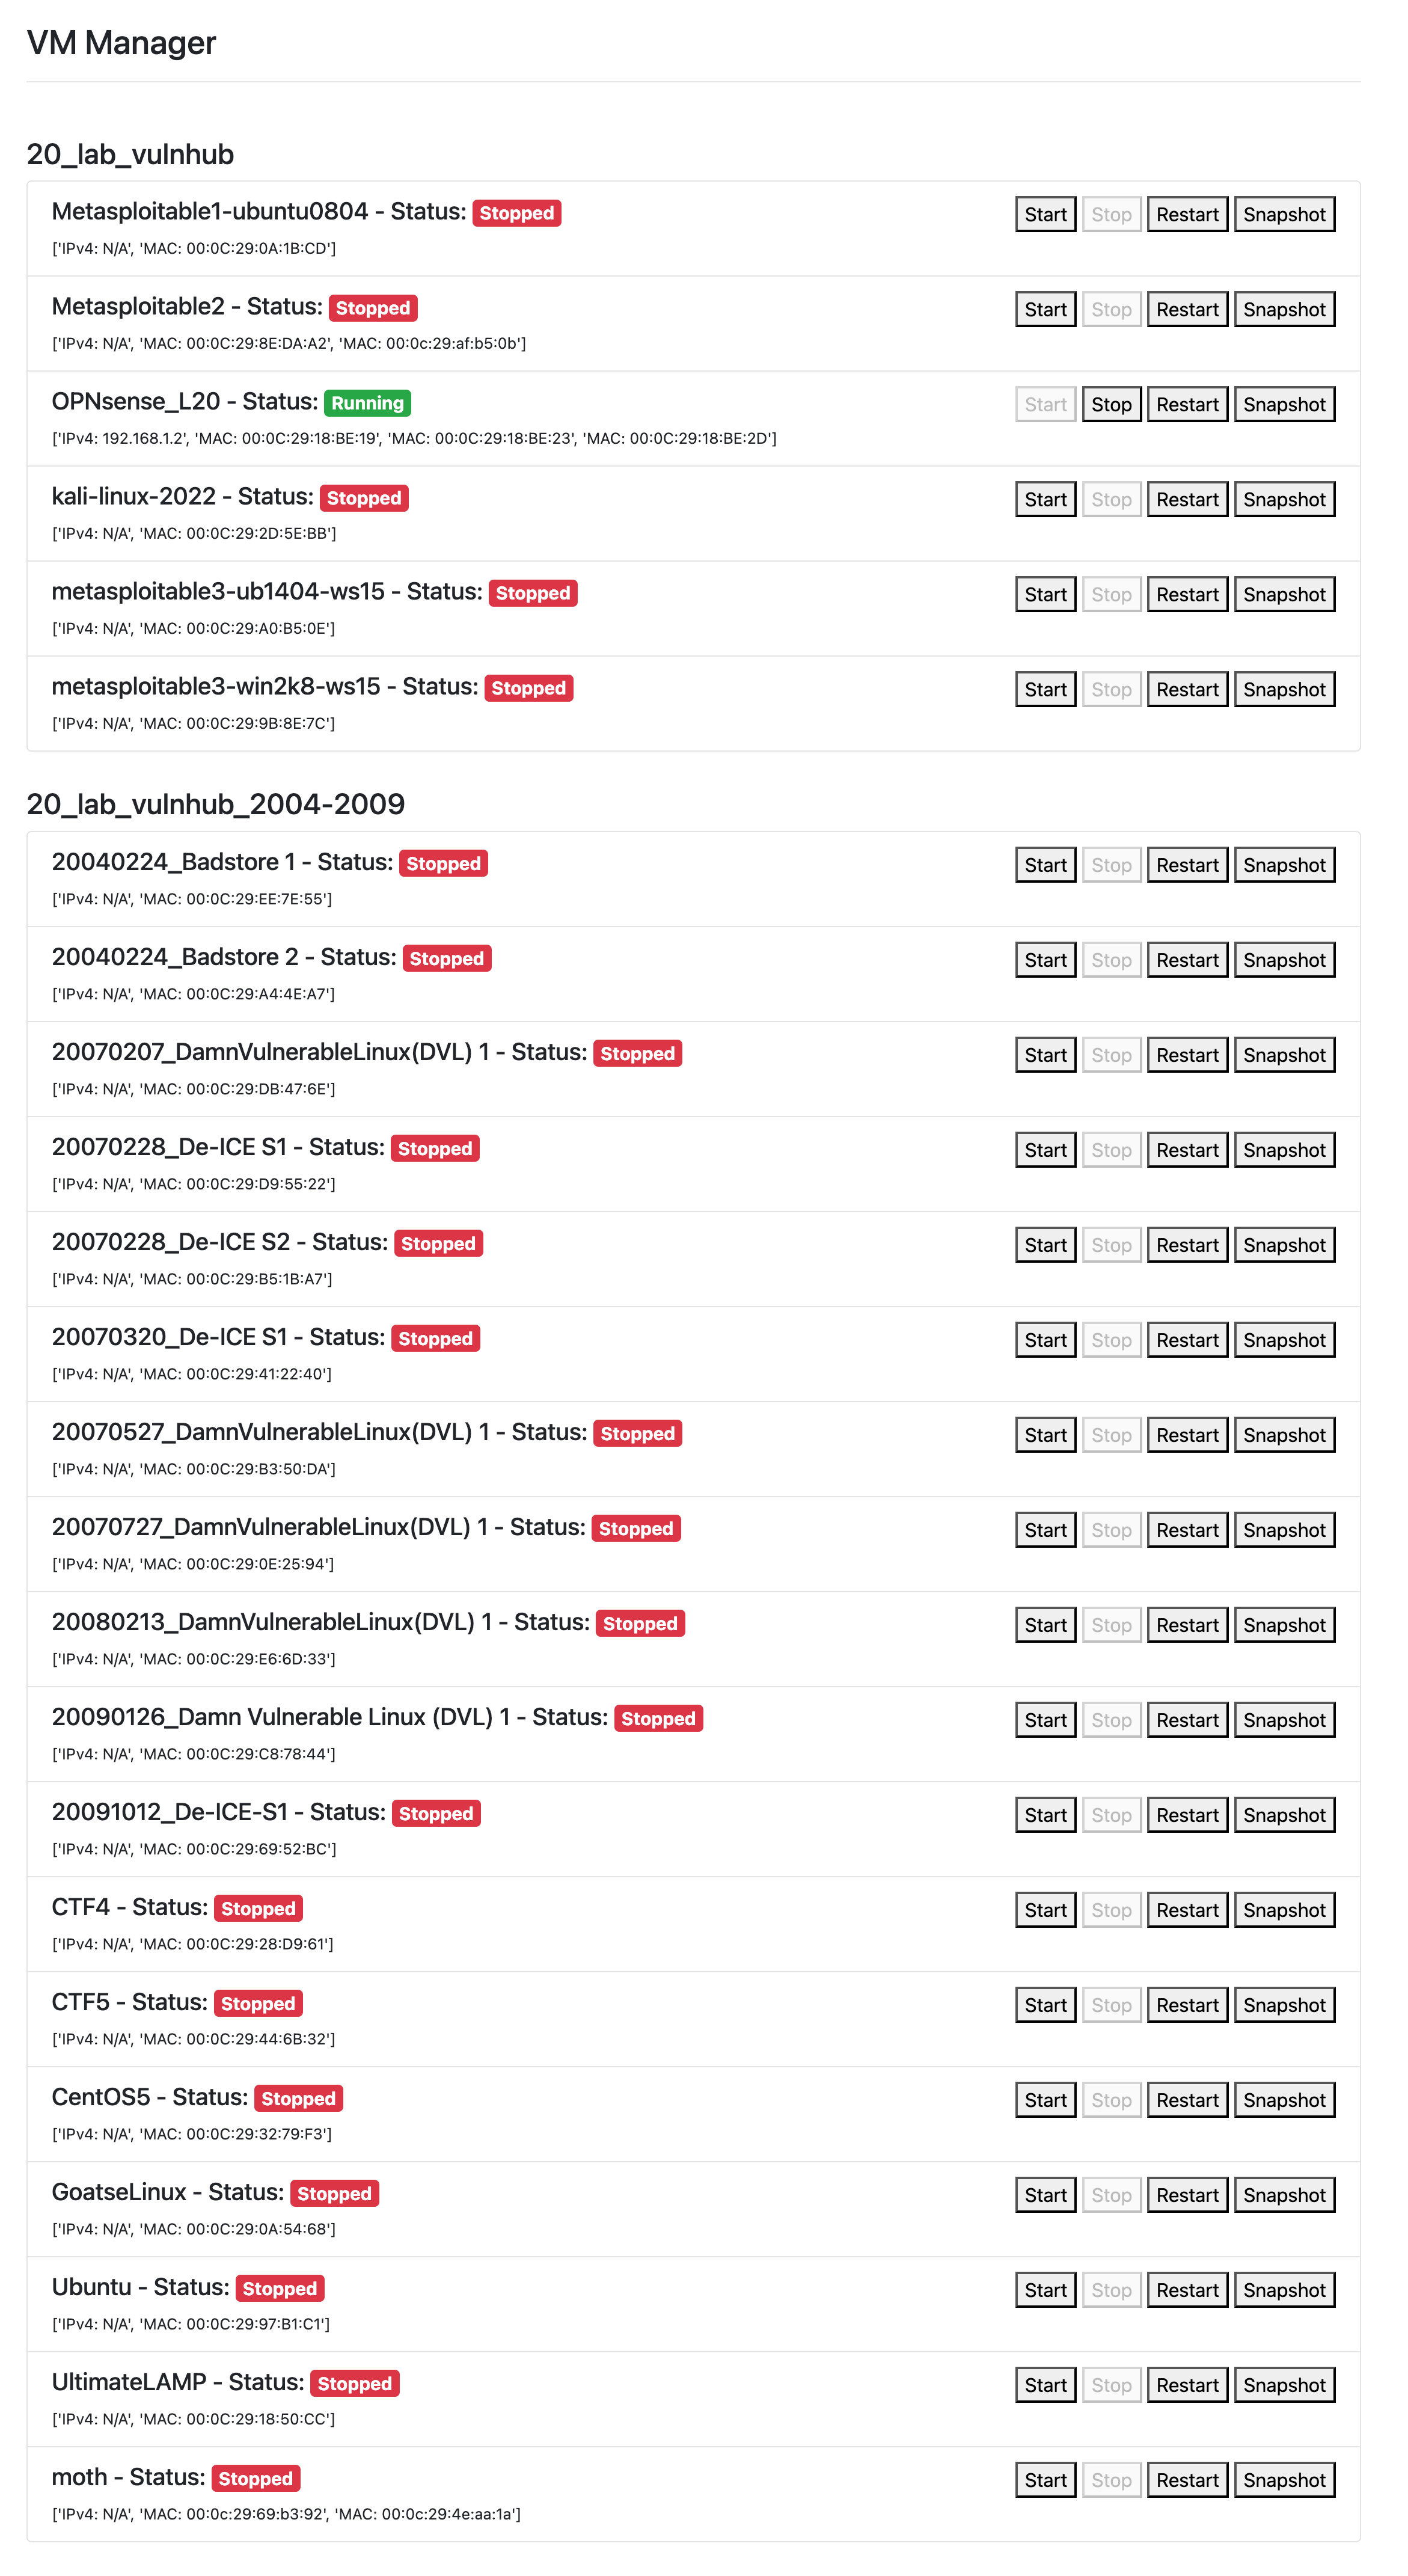 VM Manager
20_lab_vulnhub
Metasploitable1-ubuntu0804 - Status: Stopped Start Stop Restart Snapshot
['IPv4: N/A', 'MAC: 00:0C:29:0A:1B:CD']
Metasploitable2 - Status: Stopped Start Stop Restart Snapshot
['IPv4: N/A', 'MAC: 00:0C:29:8E:DA:A2', 'MAC: 00:0c:29:af:b5:0b']
OPNsense_L20 - Status: Running Start Stop Restart Snapshot
['IPv4: 192.168.1.2', 'MAC: 00:0C:29:18:BE:19', 'MAC: 00:0C:29:18:BE:23', 'MAC: 00:0C:29:18:BE:2D']
kali-linux-2022 - Status: Stopped Start Stop Restart Snapshot
['IPv4: N/A', 'MAC: 00:0C:29:2D:5E:BB']
metasploitable3-ub1404-ws15 - Status: Stopped Start Stop Restart Snapshot
['IPv4: N/A', 'MAC: 00:0C:29:A0:B5:0E']
metasploitable3-win2k8-ws15 - Status: Stopped Start Stop Restart Snapshot
['IPv4: N/A', 'MAC: 00:0C:29:9B:8E:7C']
20_lab_vulnhub_2004-2009
20040224_Badstore 1 - Status: Stopped Start Stop Restart Snapshot
['IPv4: N/A', 'MAC: 00:0C:29:EE:7E:55']
20040224_Badstore 2 - Status: Stopped Start Stop Restart Snapshot
['IPv4: N/A', 'MAC: 00:0C:29:A4:4E:A7']
20070207_DamnVulnerableLinux(DVL) 1 - Status: Stopped Start Stop Restart Snapshot
['IPv4: N/A', 'MAC: 00:0C:29:DB:47:6E']
20070228_De-ICE S1 - Status: Stopped Start Stop Restart Snapshot
['IPv4: N/A', 'MAC: 00:0C:29:D9:55:22']
20070228_De-ICE S2 - Status: Stopped Start Stop Restart Snapshot
['IPv4: N/A', 'MAC: 00:0C:29:B5:1B:A7']
20070320_De-ICE S1 - Status: Stopped Start Stop Restart Snapshot
['IPv4: N/A', 'MAC: 00:0C:29:41:22:40']
20070527_DamnVulnerableLinux(DVL) 1 - Status: Stopped Start Stop Restart Snapshot
['IPv4: N/A', 'MAC: 00:0C:29:B3:50:DA']
20070727_DamnVulnerableLinux(DVL) 1 - Status: Stopped Start Stop Restart Snapshot
['IPv4: N/A', 'MAC: 00:0C:29:0E:25:94']
20080213_DamnVulnerableLinux(DVL) 1 - Status: Stopped Start Stop Restart Snapshot
['IPv4: N/A', 'MAC: 00:0C:29:E6:6D:33']
20090126_Damn Vulnerable Linux (DVL) 1 - Status: Stopped Start Stop Restart Snapshot
['IPv4: N/A', 'MAC: 00:0C:29:C8:78:44']
20091012_De-ICE-S1 - Status: Stopped Start Stop Restart Snapshot
['IPv4: N/A', 'MAC: 00:0C:29:69:52:BC']
CTF4 - Status: Stopped Start Stop Restart Snapshot
['IPv4: N/A', 'MAC: 00:0C:29:28:D9:61']
CTF5 - Status: Stopped Start Stop Restart Snapshot
['IPv4: N/A', 'MAC: 00:0C:29:44:6B:32']
CentOS5 - Status: Stopped Start Stop Restart Snapshot
['IPv4: N/A', 'MAC: 00:0C:29:32:79:F3']
GoatseLinux - Status: Stopped Start Stop Restart Snapshot
['IPv4: N/A', 'MAC: 00:0C:29:0A:54:68']
Ubuntu - Status: Stopped Start Stop Restart Snapshot
['IPv4: N/A', 'MAC: 00:0C:29:97:B1:C1']
UltimateLAMP - Status: Stopped Start Stop Restart Snapshot
['IPv4: N/A', 'MAC: 00:0C:29:18:50:CC']
moth - Status: Stopped Start Stop Restart Snapshot
['IPv4: N/A', 'MAC: 00:0c:29:69:b3:92', 'MAC: 00:0c:29:4e:aa:1a']